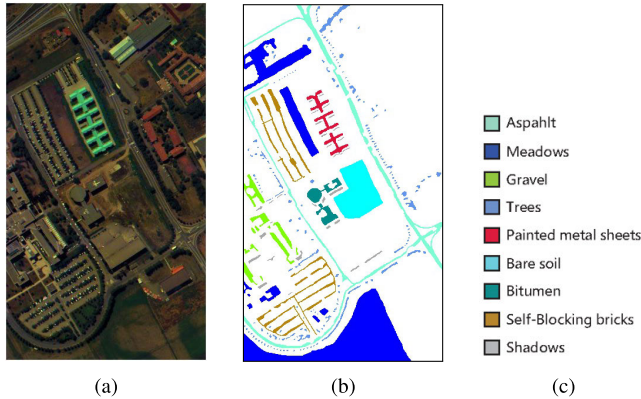 Aspahlt
Meadows
Gravel
Trees
Painted metal sheets
Bare soil
Bitumen
Self-Blocking bricks
Shadows
(a) (b) (c)